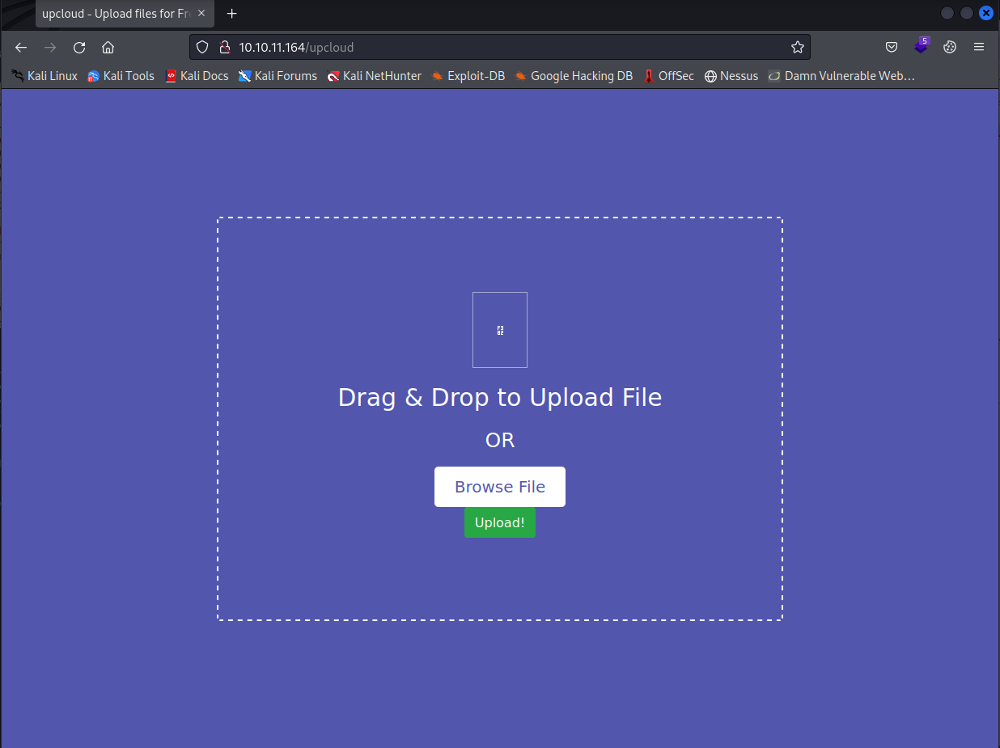 upcloud - Upload files for Fr
5
10.10.11.164/upcloud
Kali Linux Kali Tools Kali Docs Kali Forums Kali NetHunter Exploit-DB Google Hacking DB OffSec Nessus Damn Vulnerable Web…
F3
82
Drag & Drop to Upload File
OR
Browse File
Upload!